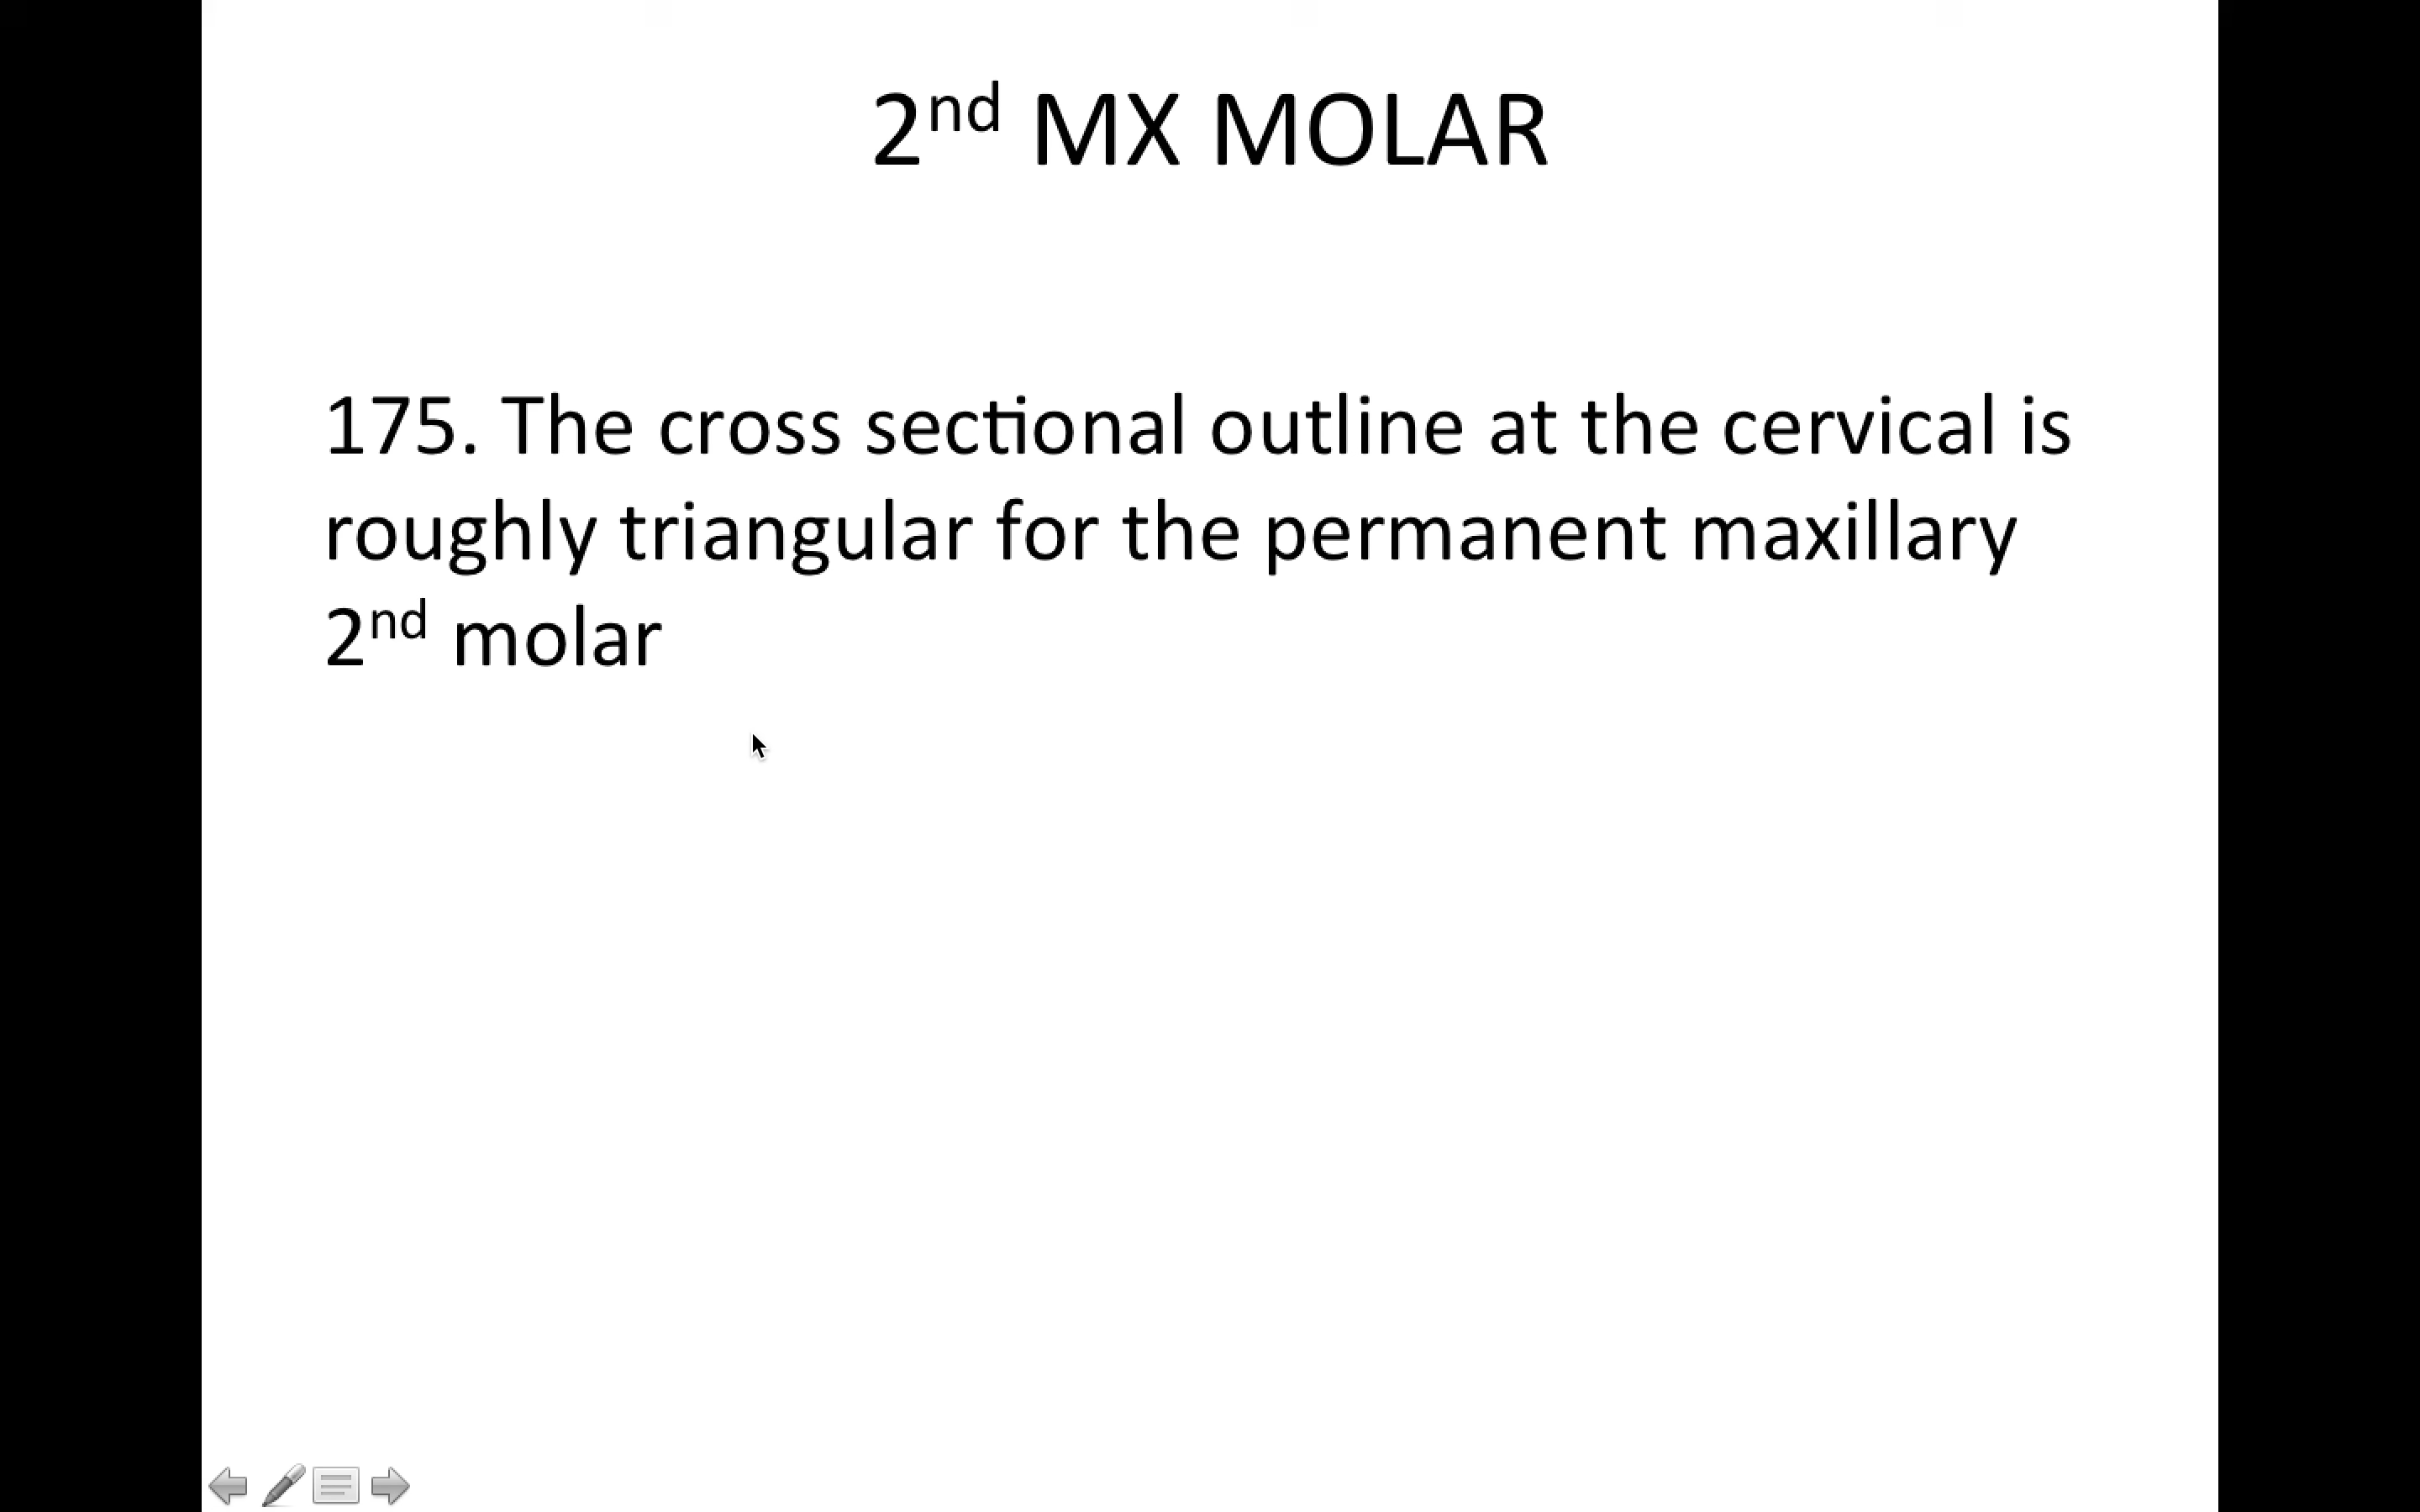 2nd MX MOLAR
175. The cross sectional outline at the cervical is
roughly triangular for the permanent maxillary
2nd molar